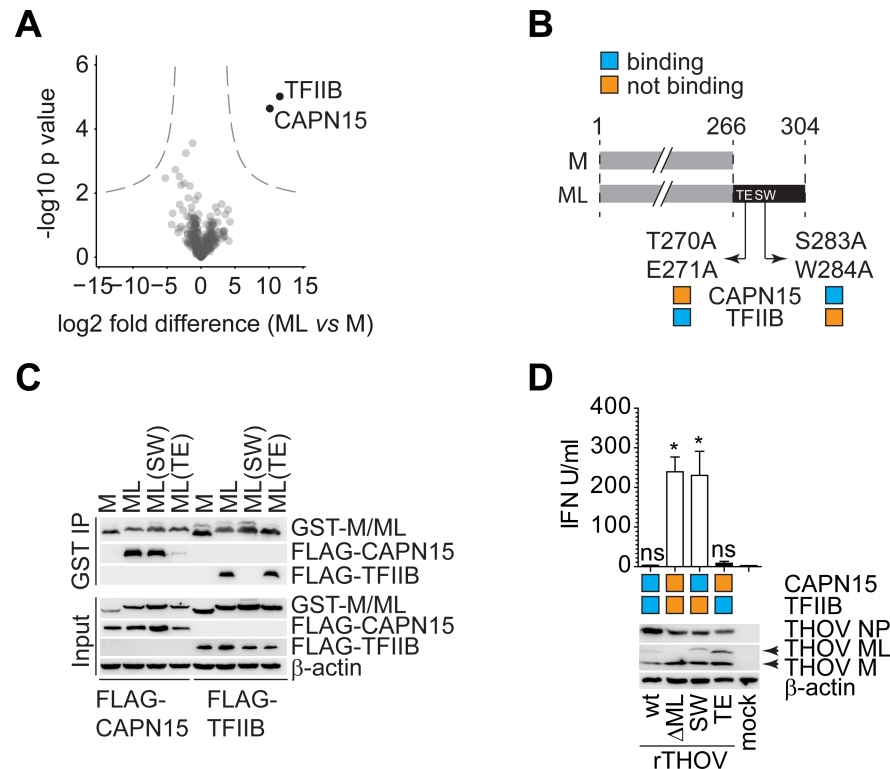 A
6
4
2
0
-log10 p value
TFIIB
CAPN15
−15−10 −5 0 5 10 15
log2 fold difference (ML vs M)
B
binding
not binding
1 266 304
M
ML
TE SW
T270A S283A
E271A W284A
CAPN15
TFIIB
C
M
ML
ML(SW)
ML(TE)
M
ML
ML(SW)
ML(TE)
GST IP
GST-M/ML
FLAG-CAPN15
FLAG-TFIIB
Input
GST-M/ML
FLAG-CAPN15
FLAG-TFIIB
β-actin
FLAG-
CAPN15
FLAG-
TFIIB
D
400
300
200
100
0
IFN U/ml
ns * * ns
CAPN15
TFIIB
THOV NP
THOV ML
THOV M
β-actin
wt
ΔML
SW
TE
mock
rTHOV